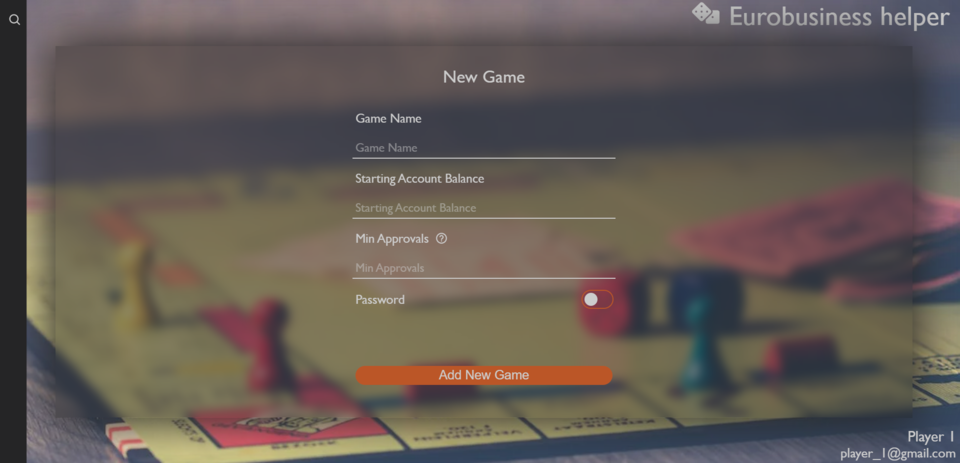 Eurobusiness helper
New Game
Game Name
Game Name
Starting Account Balance
Starting Account Balance
Min Approvals
Min Approvals
Password
Add New Game
Player 1
player_1@gmail.com